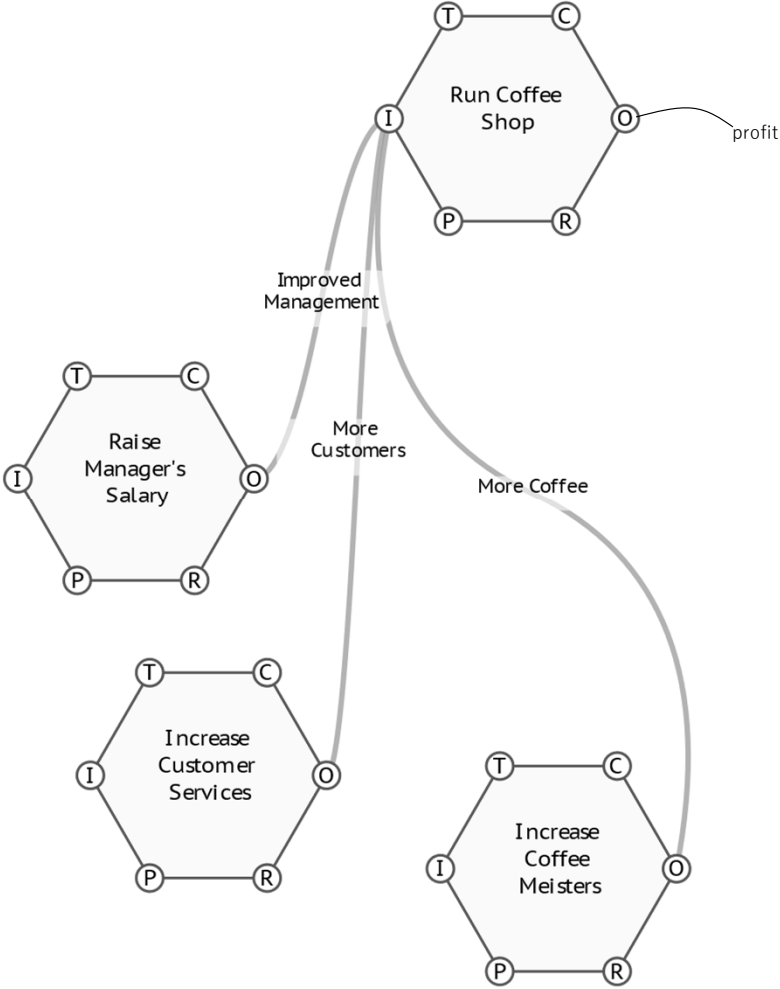 T C
Run Coffee
Shop
I O
profit
P R
Improved
Management
T C
Raise
Manager's
Salary
I O
P R
More
Customers
More Coffee
T C
Increase
Customer
Services
I O
P R
T C
Increase
Coffee
Meisters
I O
P R